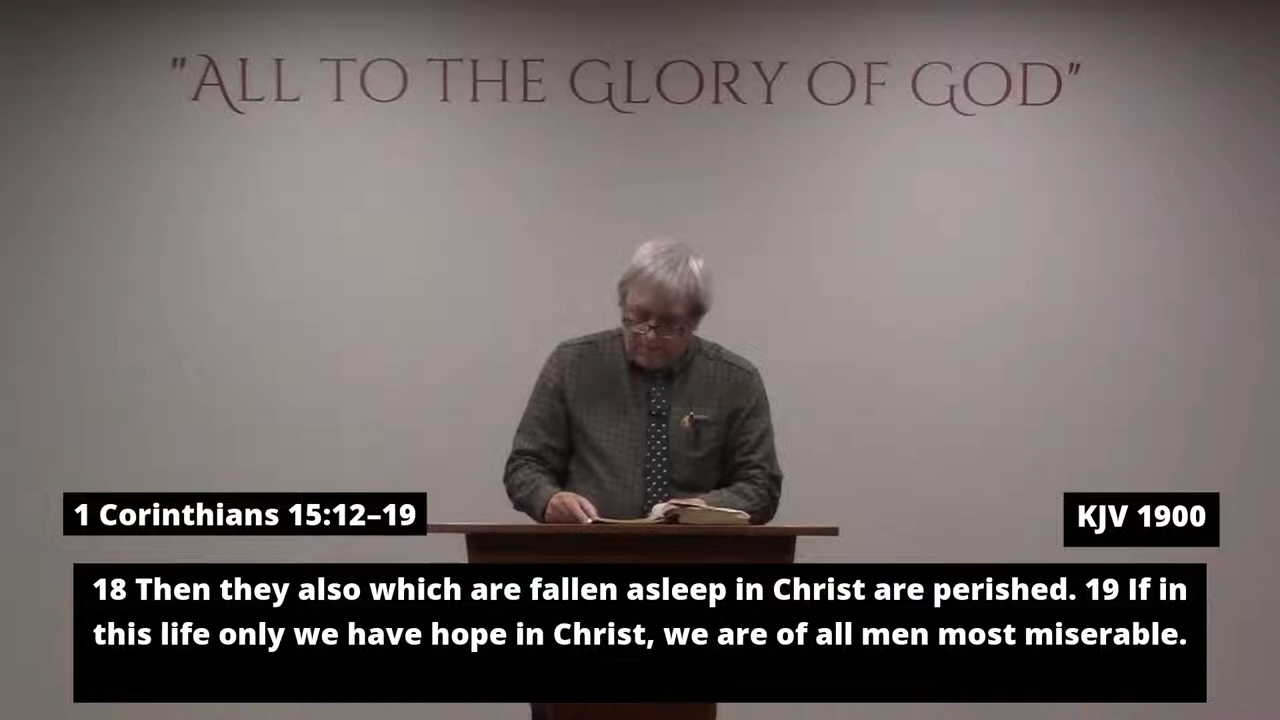 "ALL TO THE GLORY OF GOD"
1 Corinthians 15:12–19
KJV 1900
18 Then they also which are fallen asleep in Christ are perished. 19 If in
this life only we have hope in Christ, we are of all men most miserable.